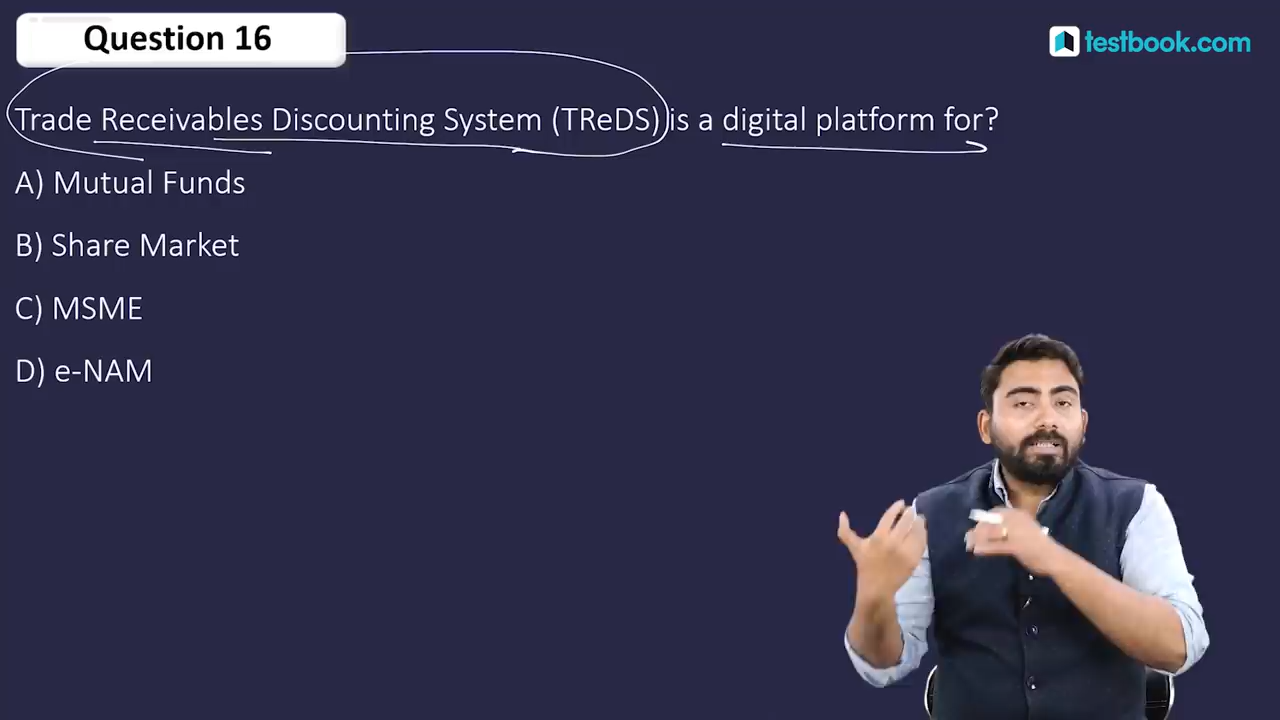 Question 16
testbook.com
Trade Receivables Discounting System (TReDS) is a digital platform for?
A) Mutual Funds
B) Share Market
C) MSME
D) e-NAM